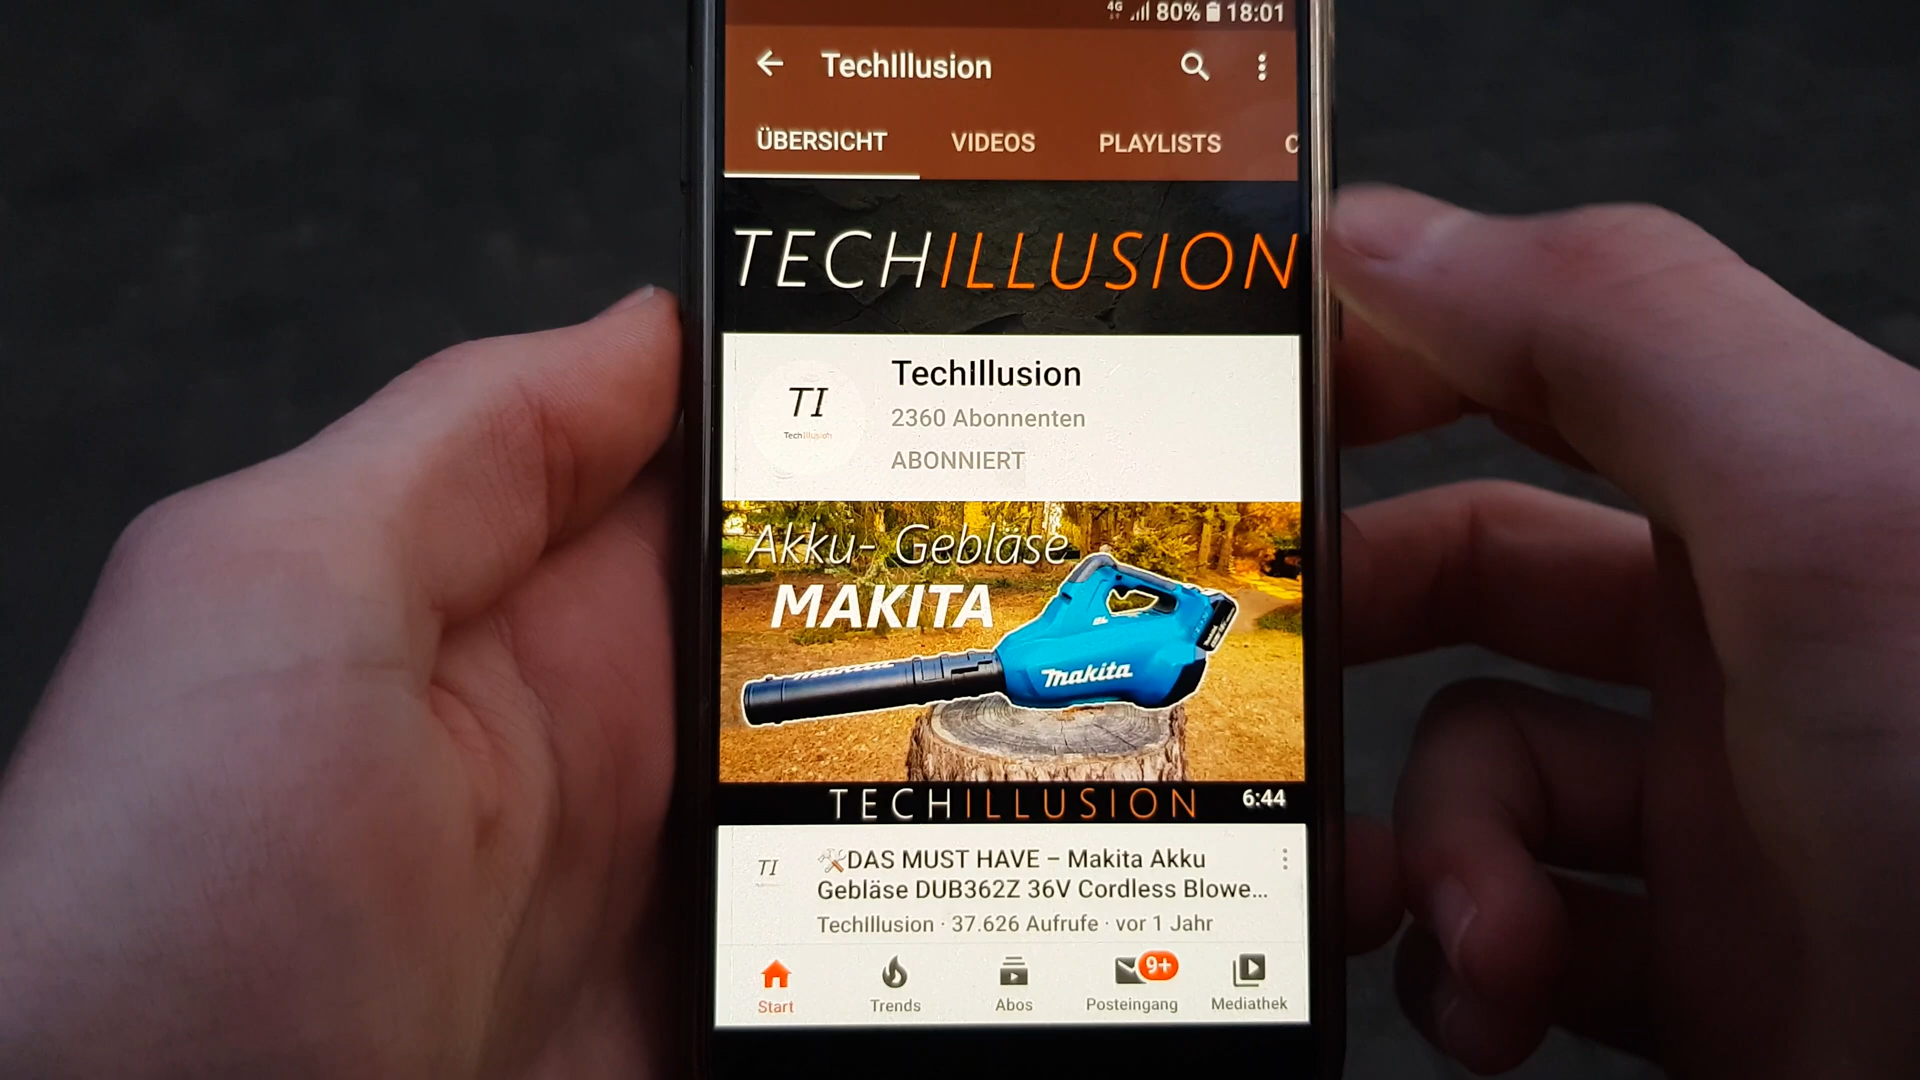 4G 80% 18:01
TechIllusion
ÜBERSICHT VIDEOS PLAYLISTS C
TECHILLUSION
TechIllusion
TI
TechIllusion
2360 Abonnenten
ABONNIERT
Akku- Gebläse
MAKITA
makita
TECHILLUSION
6:44
TI
🛠DAS MUST HAVE – Makita Akku
Gebläse DUB362Z 36V Cordless Blowe...
TechIllusion · 37.626 Aufrufe · vor 1 Jahr
9+
Start Trends Abos Posteingang Mediathek